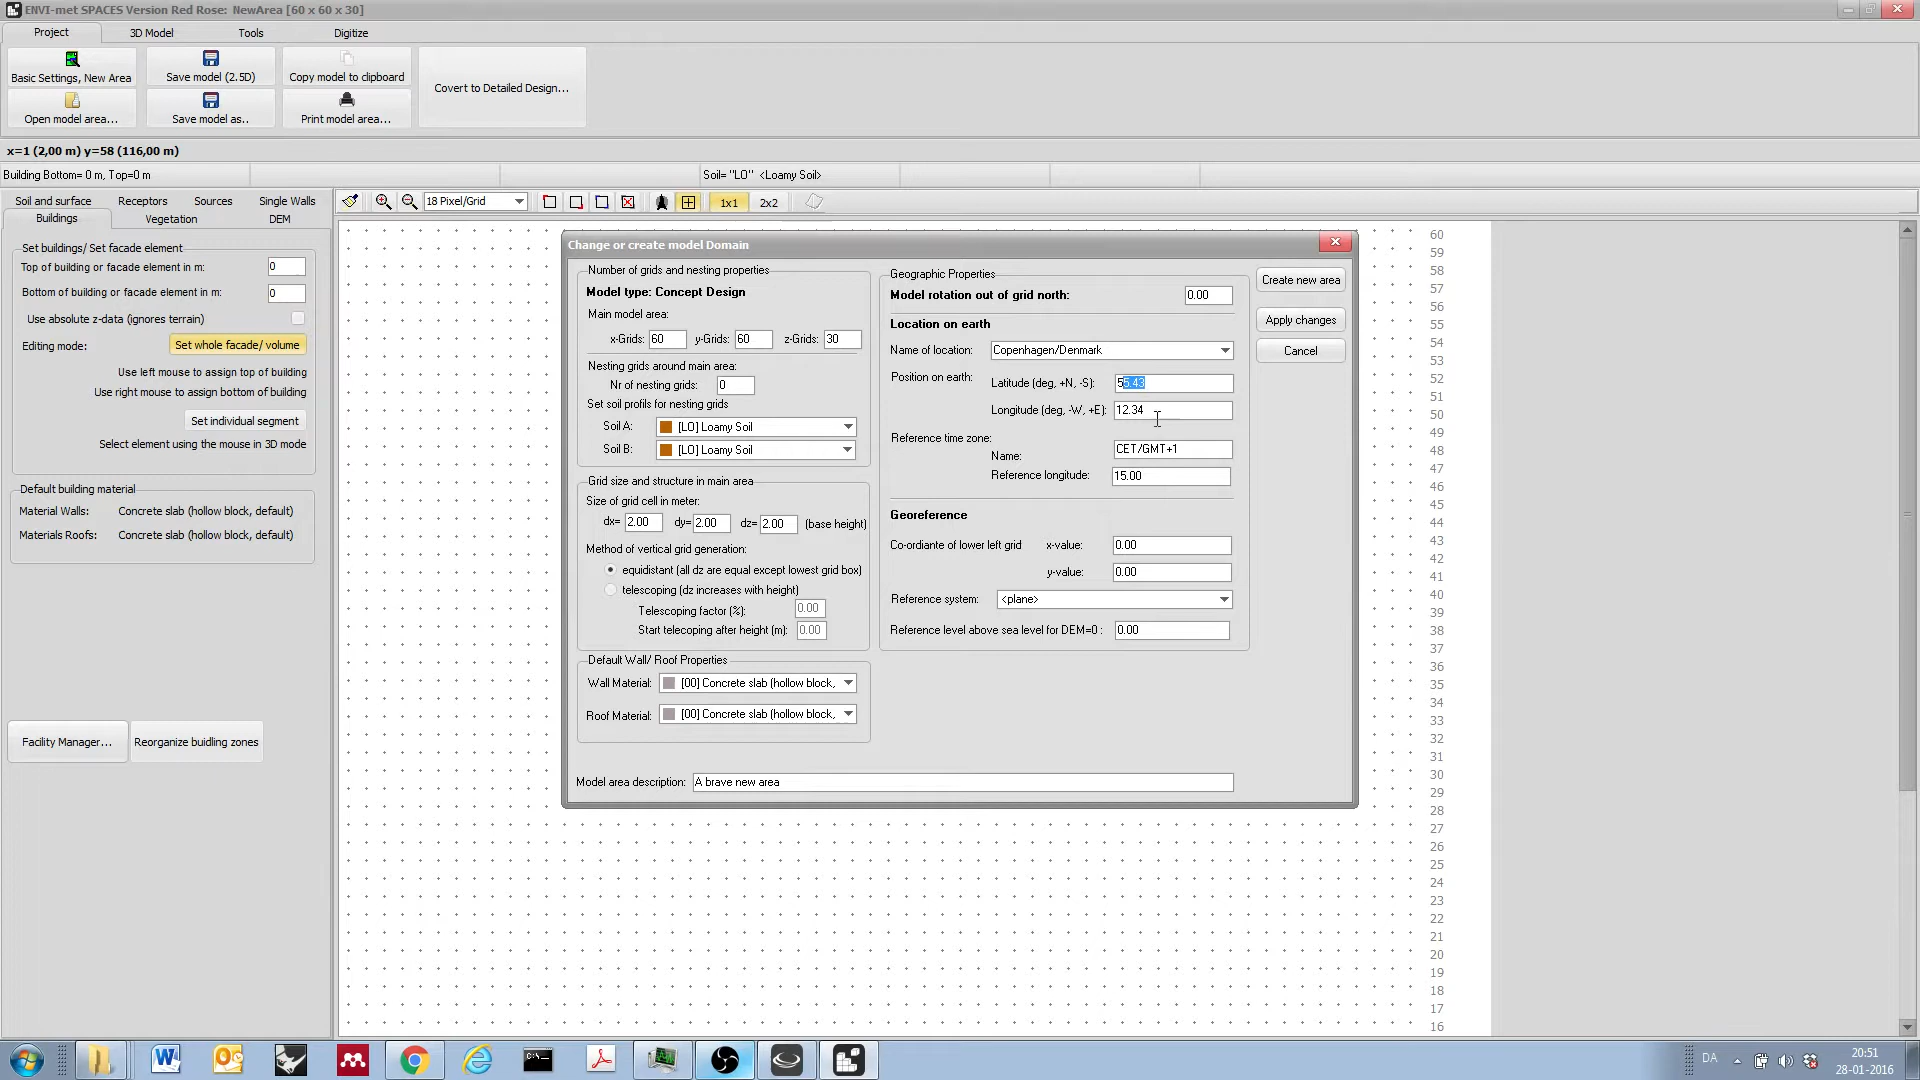 ENVI-met SPACES Version Red Rose: NewArea [60 x 60 x 30]
Project 3D Model Tools Digitize
Basic Settings, New Area Save model (2.5D) Copy model to clipboard
Covert to Detailed Design...
Open model area... Save model as.. Print model area...
x=1 (2,00 m) y=58 (116,00 m)
Building Bottom= 0 m, Top=0 m Soil= "LO" <Loamy Soil>
Soil and surface Receptors Sources Single Walls
Buildings Vegetation DEM
18 Pixel/Grid 1x1 2x2
Set buildings/ Set facade element
Top of building or facade element in m: 0
Bottom of building or facade element in m: 0
Use absolute z-data (ignores terrain)
Editing mode: Set whole facade/ volume
Use left mouse to assign top of building
Use right mouse to assign bottom of building
Set individual segment
Select element using the mouse in 3D mode
Default building material
Material Walls: Concrete slab (hollow block, default)
Materials Roofs: Concrete slab (hollow block, default)
Facility Manager... Reorganize buidling zones
Change or create model Domain
Number of grids and nesting properties
Model type: Concept Design
Main model area:
x-Grids: 60 y-Grids: 60 z-Grids: 30
Nesting grids around main area:
Nr of nesting grids: 0
Set soil profils for nesting grids
Soil A: [LO] Loamy Soil
Soil B: [LO] Loamy Soil
Grid size and structure in main area
Size of grid cell in meter:
dx= 2.00 dy= 2.00 dz= 2.00 (base height)
Method of vertical grid generation:
equidistant (all dz are equal except lowest grid box)
telescoping (dz increases with height)
Telescoping factor (%): 0.00
Start telecoping after height (m): 0.00
Default Wall/ Roof Properties
Wall Material: [00] Concrete slab (hollow block,
Roof Material: [00] Concrete slab (hollow block,
Model area description: A brave new area
Geographic Properties
Model rotation out of grid north: 0.00
Location on earth
Name of location: Copenhagen/Denmark
Position on earth: Latitude (deg, +N, -S): 55.43
Longitude (deg, -W, +E): 12.34
Reference time zone:
Name: CET/GMT+1
Reference longitude: 15.00
Georeference
Co-ordiante of lower left grid x-value: 0.00
y-value: 0.00
Reference system: <plane>
Reference level above sea level for DEM=0 : 0.00
Create new area
Apply changes
Cancel
60
59
58
57
56
55
54
53
52
51
50
49
48
47
46
45
44
43
42
41
40
39
38
37
36
35
34
33
32
31
30
29
28
27
26
25
24
23
22
21
20
19
18
17
16
DA
20:51
28-01-2016